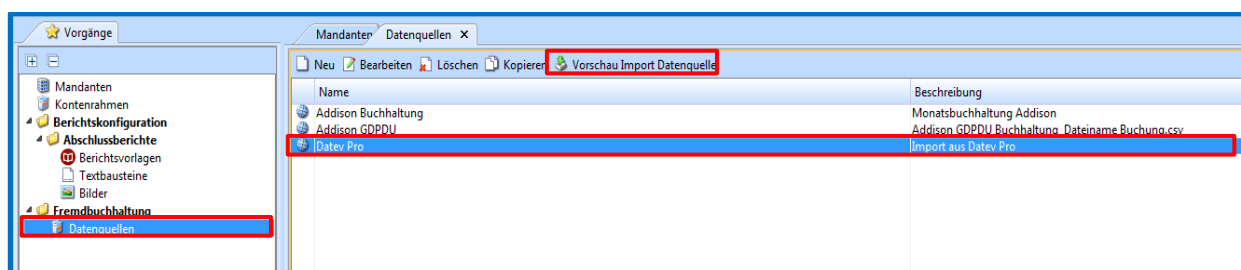 Vorgänge
Mandanten
Kontenrahmen
Berichtskonfiguration
Abschlussberichte
Berichtsvorlagen
Textbausteine
Bilder
Fremdbuchhaltung
Datenquellen
Mandanten Datenquellen X
Neu Bearbeiten Löschen Kopieren Vorschau Import Datenquelle
Name Beschreibung
Addison Buchhaltung Monatsbuchhaltung Addison
Addison GDPDU Addison GDPDU Buchhaltung Dateiname Buchung.csv
Datev Pro Import aus Datev Pro